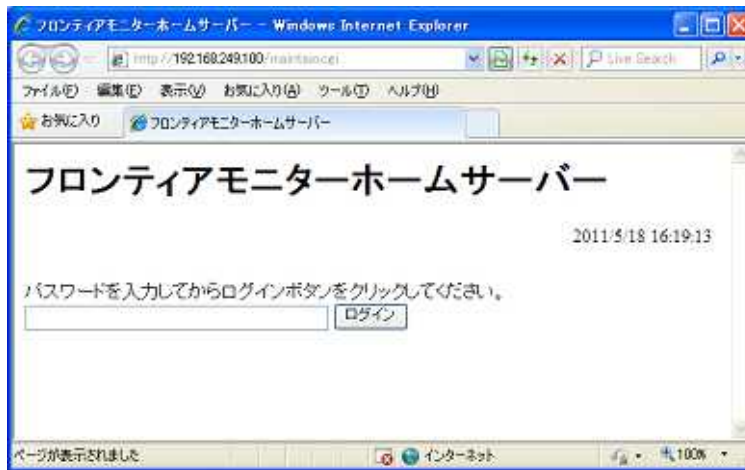 フロンティアモニターホームサーバー - Windows Internet Explorer
http://192.168.249.100/maintenance/
Live Search
ファイル(F) 編集(E) 表示(V) お気に入り(A) ツール(T) ヘルプ(H)
お気に入り フロンティアモニターホームサーバー
フロンティアモニターホームサーバー
2011/5/18 16:19:13
パスワードを入力してからログインボタンをクリックしてください。
ログイン
ページが表示されました インターネット 100%